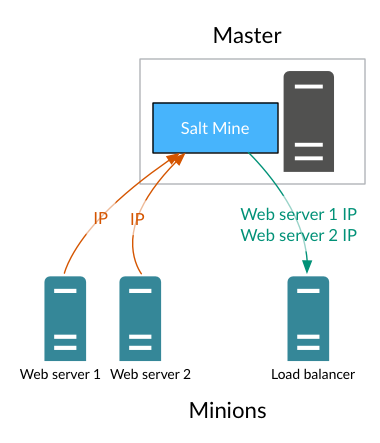 Master
Salt Mine
IP
IP
Web server 1 IP
Web server 2 IP
Web server 1
Web server 2
Load balancer
Minions